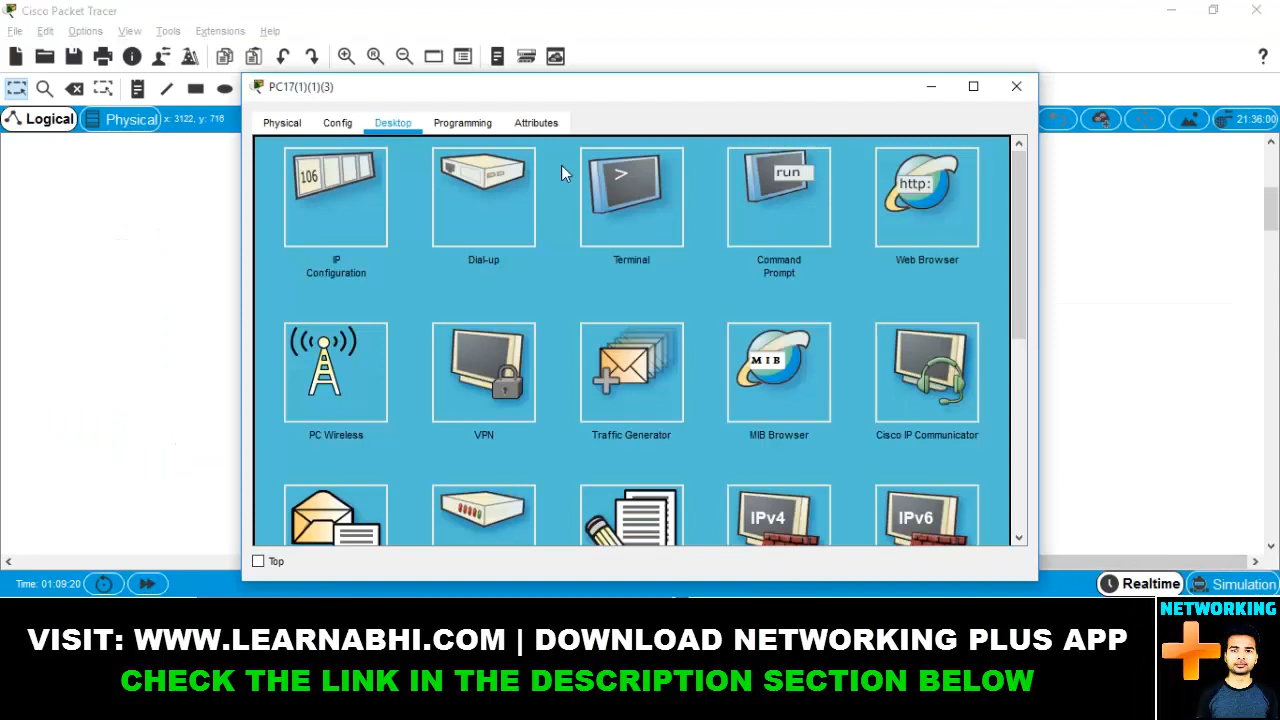 Cisco Packet Tracer
File Edit Options View Tools Extensions Help
?
PC17(1)(1)(3)
Logical Physical x: 3122, y: 716 21:36:00
Physical Config Desktop Programming Attributes
106 > run http:
IP Configuration
Dial-up
Terminal
Command Prompt
Web Browser
MIB
PC Wireless
VPN
Traffic Generator
MIB Browser
Cisco IP Communicator
IPv4 IPv6
Top
Time: 01:09:20 Realtime Simulation
VISIT: WWW.LEARNABHI.COM | DOWNLOAD NETWORKING PLUS APP
CHECK THE LINK IN THE DESCRIPTION SECTION BELOW
NETWORKING